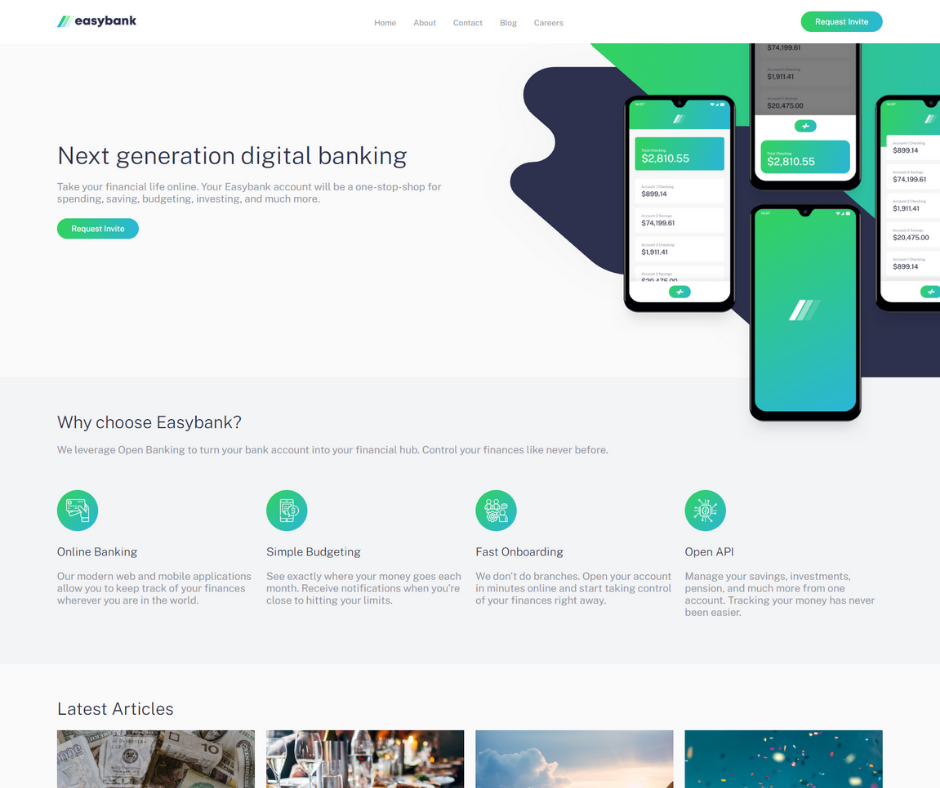 easybank
Home
About
Contact
Blog
Careers
Request Invite
Next generation digital banking
Take your financial life online. Your Easybank account will be a one-stop-shop for
spending, saving, budgeting, investing, and much more.
Request Invite
Total Checking
$2,810.55
Account 1 Checking
$899.14
Account 2 Savings
$74,199.61
Account 3 Checking
$1,911.41
Account 4 Savings
$20,475.00
$74,199.61
Account 3 Checking
$1,911.41
Account 4 Savings
$20,475.00
Total Checking
$2,810.55
Account 1 Checking
$899.14
Account 2 Savings
$74,199.61
Account 3 Checking
$1,911.41
Account 4 Savings
$20,475.00
Account 1 Checking
$899.14
Why choose Easybank?
We leverage Open Banking to turn your bank account into your financial hub. Control your finances like never before.
Online Banking
Our modern web and mobile applications
allow you to keep track of your finances
wherever you are in the world.
Simple Budgeting
See exactly where your money goes each
month. Receive notifications when you're
close to hitting your limits.
Fast Onboarding
We don't do branches. Open your account
in minutes online and start taking control
of your finances right away.
Open API
Manage your savings, investments,
pension, and much more from one
account. Tracking your money has never
been easier.
Latest Articles
10